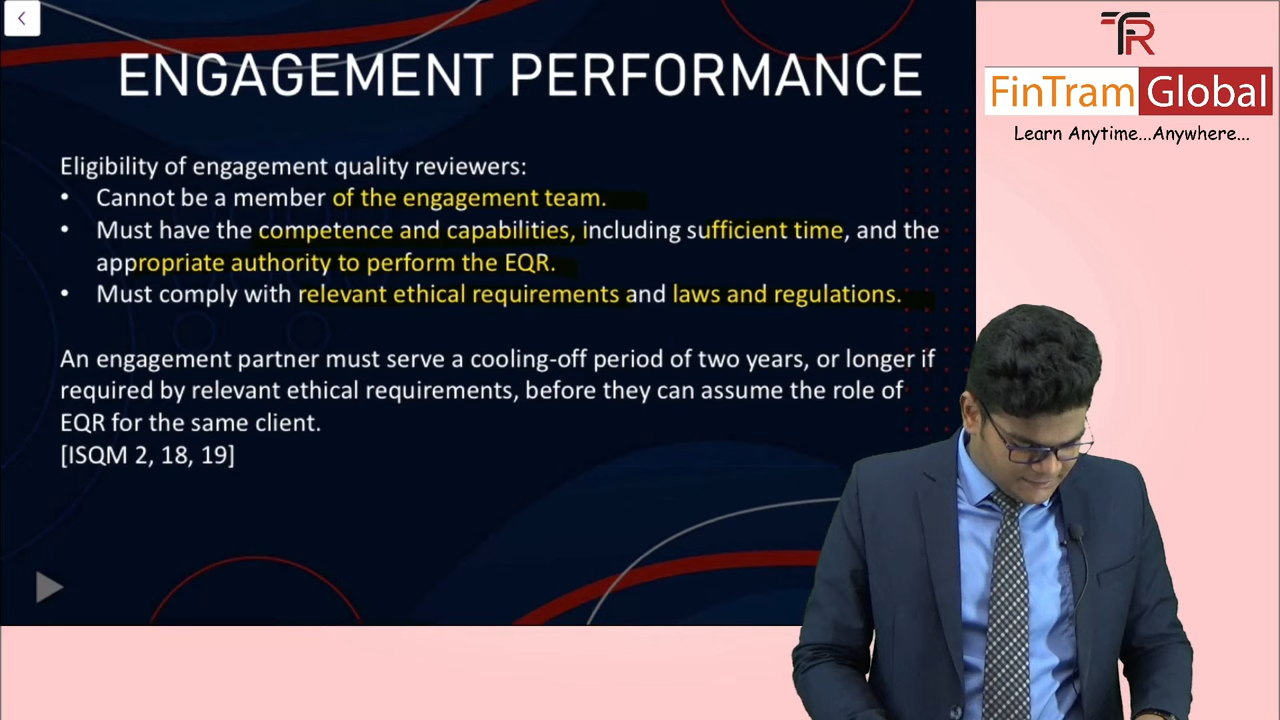 ENGAGEMENT PERFORMANCE
Eligibility of engagement quality reviewers:
• Cannot be a member of the engagement team.
• Must have the competence and capabilities, including sufficient time, and the
appropriate authority to perform the EQR.
• Must comply with relevant ethical requirements and laws and regulations.
An engagement partner must serve a cooling-off period of two years, or longer if
required by relevant ethical requirements, before they can assume the role of
EQR for the same client.
[ISQM 2, 18, 19]
FinTram Global
Learn Anytime...Anywhere...